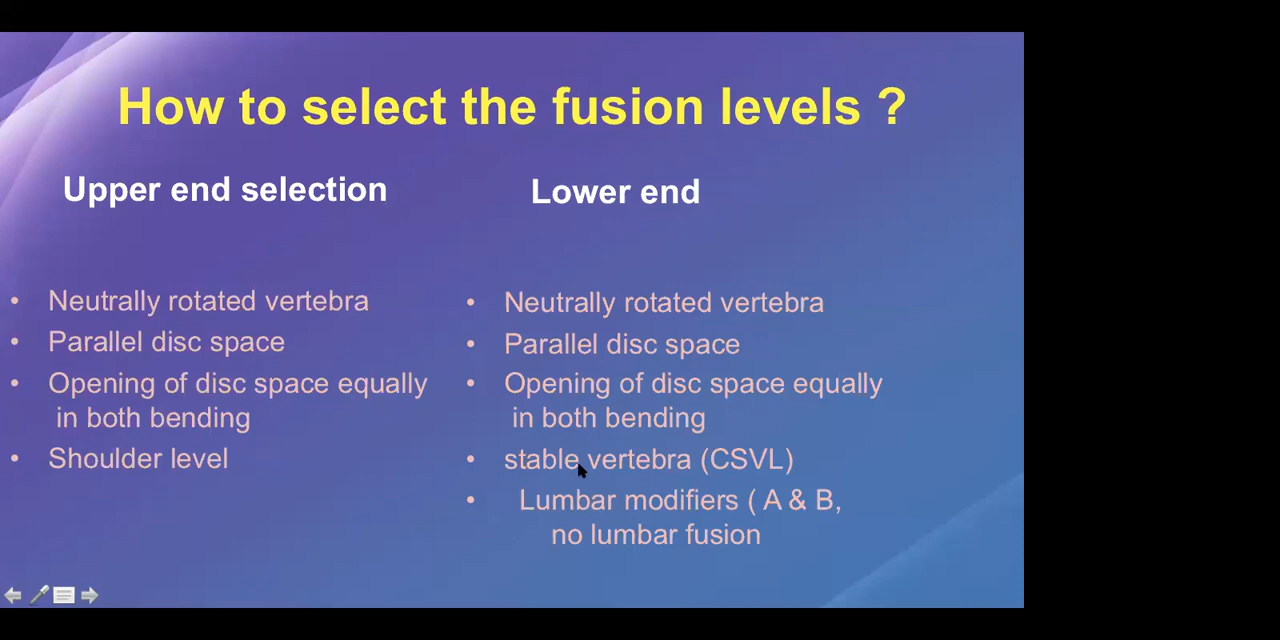 How to select the fusion levels ?
Upper end selection
• Neutrally rotated vertebra
• Parallel disc space
• Opening of disc space equally
in both bending
• Shoulder level
Lower end
• Neutrally rotated vertebra
• Parallel disc space
• Opening of disc space equally
in both bending
• stable vertebra (CSVL)
• Lumbar modifiers ( A & B,
no lumbar fusion